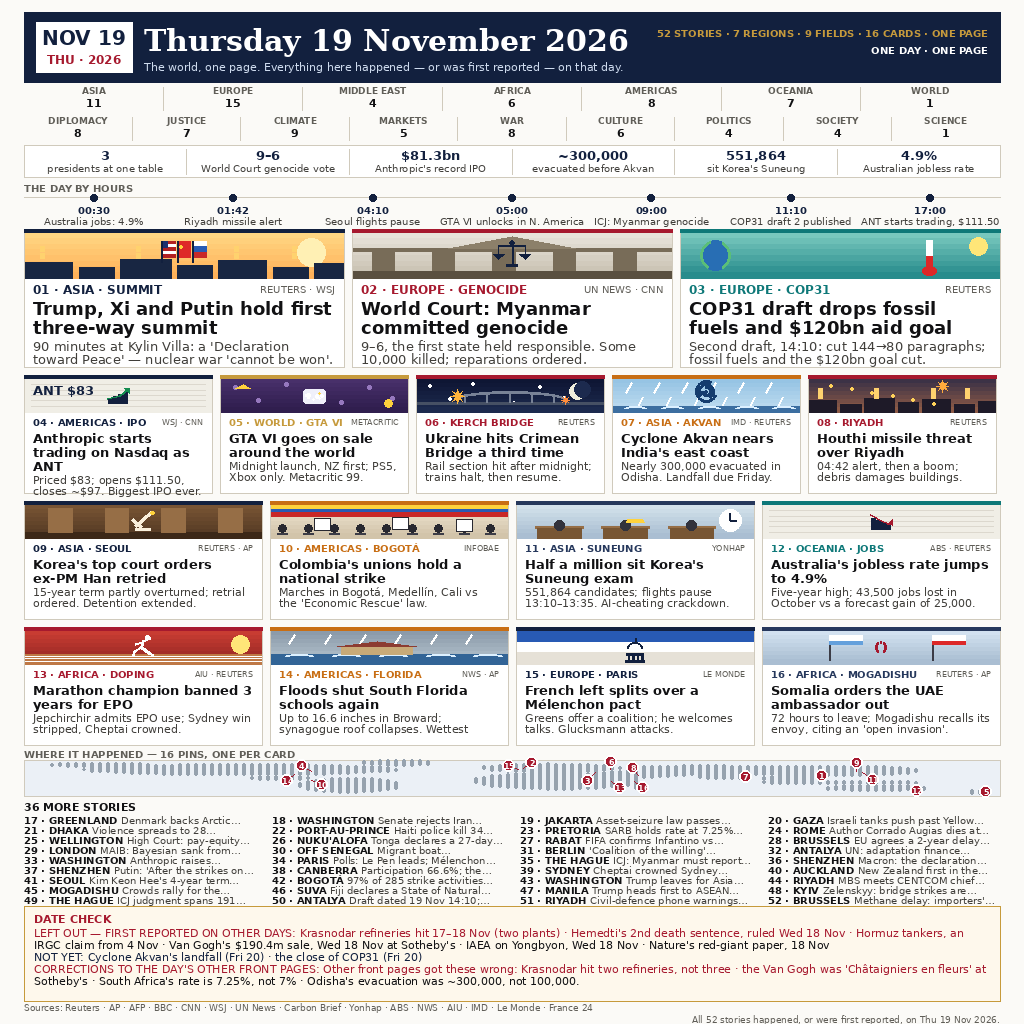 NOV 19
THU · 2026
Thursday 19 November 2026
The world, one page. Everything here happened — or was first reported — on that day.
52 STORIES · 7 REGIONS · 9 FIELDS · 16 CARDS · ONE PAGE
ONE DAY · ONE PAGE
ASIA EUROPE MIDDLE EAST AFRICA AMERICAS OCEANIA WORLD
11 15 4 6 8 7 1
DIPLOMACY JUSTICE CLIMATE MARKETS WAR CULTURE POLITICS SOCIETY SCIENCE
8 7 9 5 8 6 4 4 1
3 9–6 $81.3bn ~300,000 551,864 4.9%
presidents at one table World Court genocide vote Anthropic's record IPO evacuated before Akvan sit Korea's Suneung Australian jobless rate
THE DAY BY HOURS
00:30 01:42 04:10 05:00 09:00 11:10 17:00
Australia jobs: 4.9% Riyadh missile alert Seoul flights pause GTA VI unlocks in N. America ICJ: Myanmar genocide COP31 draft 2 published ANT starts trading, $111.50
01 · ASIA · SUMMIT REUTERS · WSJ
Trump, Xi and Putin hold first
three-way summit
90 minutes at Kylin Villa: a 'Declaration
toward Peace' — nuclear war 'cannot be won'.
02 · EUROPE · GENOCIDE UN NEWS · CNN
World Court: Myanmar
committed genocide
9–6, the first state held responsible. Some
10,000 killed; reparations ordered.
03 · EUROPE · COP31 REUTERS
COP31 draft drops fossil
fuels and $120bn aid goal
Second draft, 14:10: cut 144→80 paragraphs;
fossil fuels and the $120bn goal cut.
ANT $83
04 · AMERICAS · IPO WSJ · CNN
Anthropic starts
trading on Nasdaq as
ANT
Priced $83; opens $111.50,
closes ~$97. Biggest IPO ever.
05 · WORLD · GTA VI METACRITIC
GTA VI goes on sale
around the world
Midnight launch, NZ first; PS5,
Xbox only. Metacritic 99.
06 · KERCH BRIDGE REUTERS
Ukraine hits Crimean
Bridge a third time
Rail section hit after midnight;
trains halt, then resume.
07 · ASIA · AKVAN IMD · REUTERS
Cyclone Akvan nears
India's east coast
Nearly 300,000 evacuated in
Odisha. Landfall due Friday.
08 · RIYADH REUTERS
Houthi missile threat
over Riyadh
04:42 alert, then a boom;
debris damages buildings.
09 · ASIA · SEOUL REUTERS · AP
Korea's top court orders
ex-PM Han retried
15-year term partly overturned; retrial
ordered. Detention extended.
10 · AMERICAS · BOGOTÁ INFOBAE
Colombia's unions hold a
national strike
Marches in Bogotá, Medellín, Cali vs
the 'Economic Rescue' law.
11 · ASIA · SUNEUNG YONHAP
Half a million sit Korea's
Suneung exam
551,864 candidates; flights pause
13:10–13:35. AI-cheating crackdown.
12 · OCEANIA · JOBS ABS · REUTERS
Australia's jobless rate jumps
to 4.9%
Five-year high; 43,500 jobs lost in
October vs a forecast gain of 25,000.
13 · AFRICA · DOPING AIU · REUTERS
Marathon champion banned 3
years for EPO
Jepchirchir admits EPO use; Sydney win
stripped, Cheptai crowned.
14 · AMERICAS · FLORIDA NWS · AP
Floods shut South Florida
schools again
Up to 16.6 inches in Broward;
synagogue roof collapses. Wettest
15 · EUROPE · PARIS LE MONDE
French left splits over a
Mélenchon pact
Greens offer a coalition; he welcomes
talks. Glucksmann attacks.
16 · AFRICA · MOGADISHU REUTERS · AP
Somalia orders the UAE
ambassador out
72 hours to leave; Mogadishu recalls its
envoy, citing an 'open invasion'.
WHERE IT HAPPENED — 16 PINS, ONE PER CARD
36 MORE STORIES
17 · GREENLAND Denmark backs Arctic… 18 · WASHINGTON Senate rejects Iran… 19 · JAKARTA Asset-seizure law passes… 20 · GAZA Israeli tanks push past Yellow…
21 · DHAKA Violence spreads to 28… 22 · PORT-AU-PRINCE Haiti police kill 34… 23 · PRETORIA SARB holds rate at 7.25%… 24 · ROME Author Corrado Augias dies at…
25 · WELLINGTON High Court: pay-equity… 26 · NUKU'ALOFA Tonga declares a 27-day… 27 · RABAT FIFA confirms Infantino vs… 28 · BRUSSELS EU agrees a 2-year delay…
29 · LONDON MAIB: Bayesian sank from… 30 · OFF SENEGAL Migrant boat… 31 · BERLIN 'Coalition of the willing'… 32 · ANTALYA UN: adaptation finance…
33 · WASHINGTON Anthropic raises… 34 · PARIS Polls: Le Pen leads; Mélenchon… 35 · THE HAGUE ICJ: Myanmar must report… 36 · SHENZHEN Macron: the declaration…
37 · SHENZHEN Putin: 'After the strikes on… 38 · CANBERRA Participation 66.6%; the… 39 · SYDNEY Cheptai crowned Sydney… 40 · AUCKLAND New Zealand first in the…
41 · SEOUL Kim Keon Hee's 4-year term… 42 · BOGOTA 97% of 285 strike activities… 43 · WASHINGTON Trump leaves for Asia… 44 · RIYADH MBS meets CENTCOM chief…
45 · MOGADISHU Crowds rally for the… 46 · SUVA Fiji declares a State of Natural… 47 · MANILA Trump heads first to ASEAN… 48 · KYIV Zelenskyy: bridge strikes are…
49 · THE HAGUE ICJ judgment spans 191… 50 · ANTALYA Draft dated 19 Nov 14:10;… 51 · RIYADH Civil-defence phone warnings… 52 · BRUSSELS Methane delay: importers'…
DATE CHECK
LEFT OUT — FIRST REPORTED ON OTHER DAYS: Krasnodar refineries hit 17–18 Nov (two plants) · Hemedti's 2nd death sentence, ruled Wed 18 Nov · Hormuz tankers, an
IRGC claim from 4 Nov · Van Gogh's $190.4m sale, Wed 18 Nov at Sotheby's · IAEA on Yongbyon, Wed 18 Nov · Nature's red-giant paper, 18 Nov
NOT YET: Cyclone Akvan's landfall (Fri 20) · the close of COP31 (Fri 20)
CORRECTIONS TO THE DAY'S OTHER FRONT PAGES: Other front pages got these wrong: Krasnodar hit two refineries, not three · the Van Gogh was 'Châtaigniers en fleurs' at
Sotheby's · South Africa's rate is 7.25%, not 7% · Odisha's evacuation was ~300,000, not 100,000.
Sources: Reuters · AP · AFP · BBC · CNN · WSJ · UN News · Carbon Brief · Yonhap · ABS · NWS · AIU · IMD · Le Monde · France 24
All 52 stories happened, or were first reported, on Thu 19 Nov 2026.